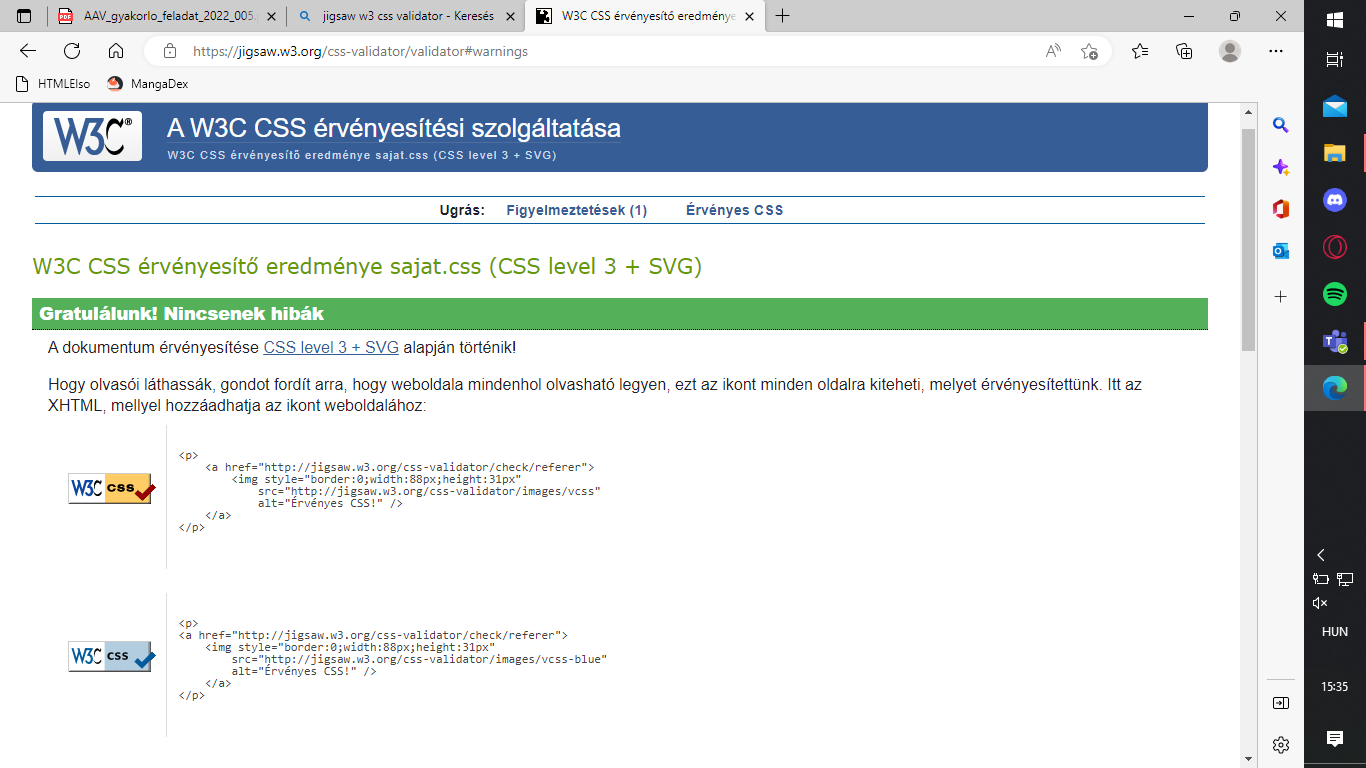 AAV_gyakorlo_feladat_2022_005.
jigsaw w3 css validator - Keresés
W3C CSS érvényesítő eredménye
https://jigsaw.w3.org/css-validator/validator#warnings
HTMLElso
MangaDex
W3C®
A W3C CSS érvényesítési szolgáltatása
W3C CSS érvényesítő eredménye sajat.css (CSS level 3 + SVG)
Ugrás: Figyelmeztetések (1) Érvényes CSS
W3C CSS érvényesítő eredménye sajat.css (CSS level 3 + SVG)
Gratulálunk! Nincsenek hibák
A dokumentum érvényesítése CSS level 3 + SVG alapján történik!
Hogy olvasói láthassák, gondot fordít arra, hogy weboldala mindenhol olvasható legyen, ezt az ikont minden oldalra kiteheti, melyet érvényesítettünk. Itt az
XHTML, mellyel hozzáadhatja az ikont weboldalához:
W3C css
<p>
<a href="http://jigsaw.w3.org/css-validator/check/referer">
<img style="border:0;width:88px;height:31px"
src="http://jigsaw.w3.org/css-validator/images/vcss"
alt="Érvényes CSS!" />
</a>
</p>
W3C css
<p>
<a href="http://jigsaw.w3.org/css-validator/check/referer">
<img style="border:0;width:88px;height:31px"
src="http://jigsaw.w3.org/css-validator/images/vcss-blue"
alt="Érvényes CSS!" />
</a>
</p>
HUN
15:35